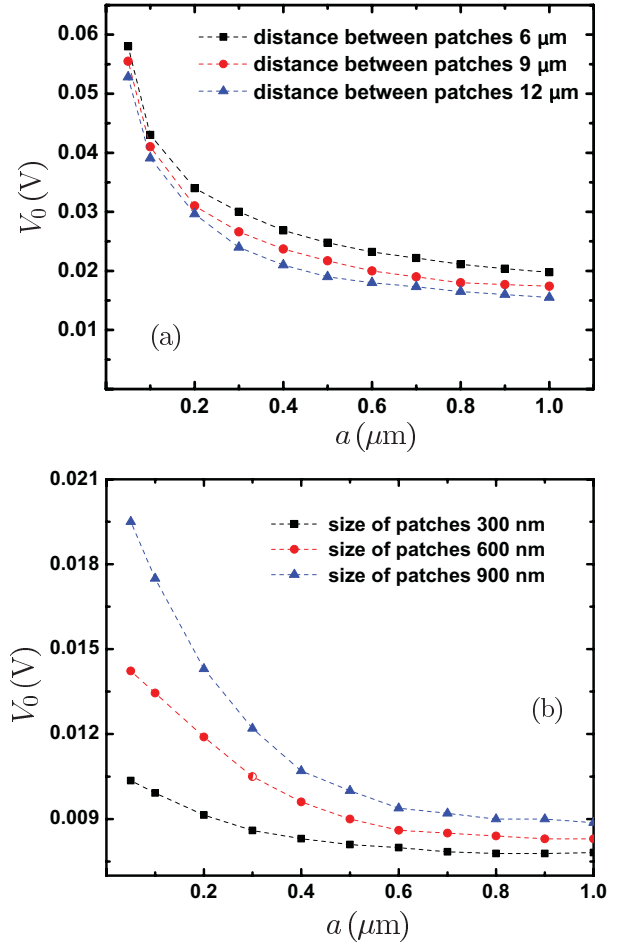 0.06
0.05
0.04
0.03
0.02
0.01
V₀ (V)
distance between patches 6 μm
distance between patches 9 μm
distance between patches 12 μm
(a)
0.2 0.4 0.6 0.8 1.0
a (μm)
0.021
0.018
0.015
0.012
0.009
V₀ (V)
size of patches 300 nm
size of patches 600 nm
size of patches 900 nm
(b)
0.2 0.4 0.6 0.8 1.0
a (μm)